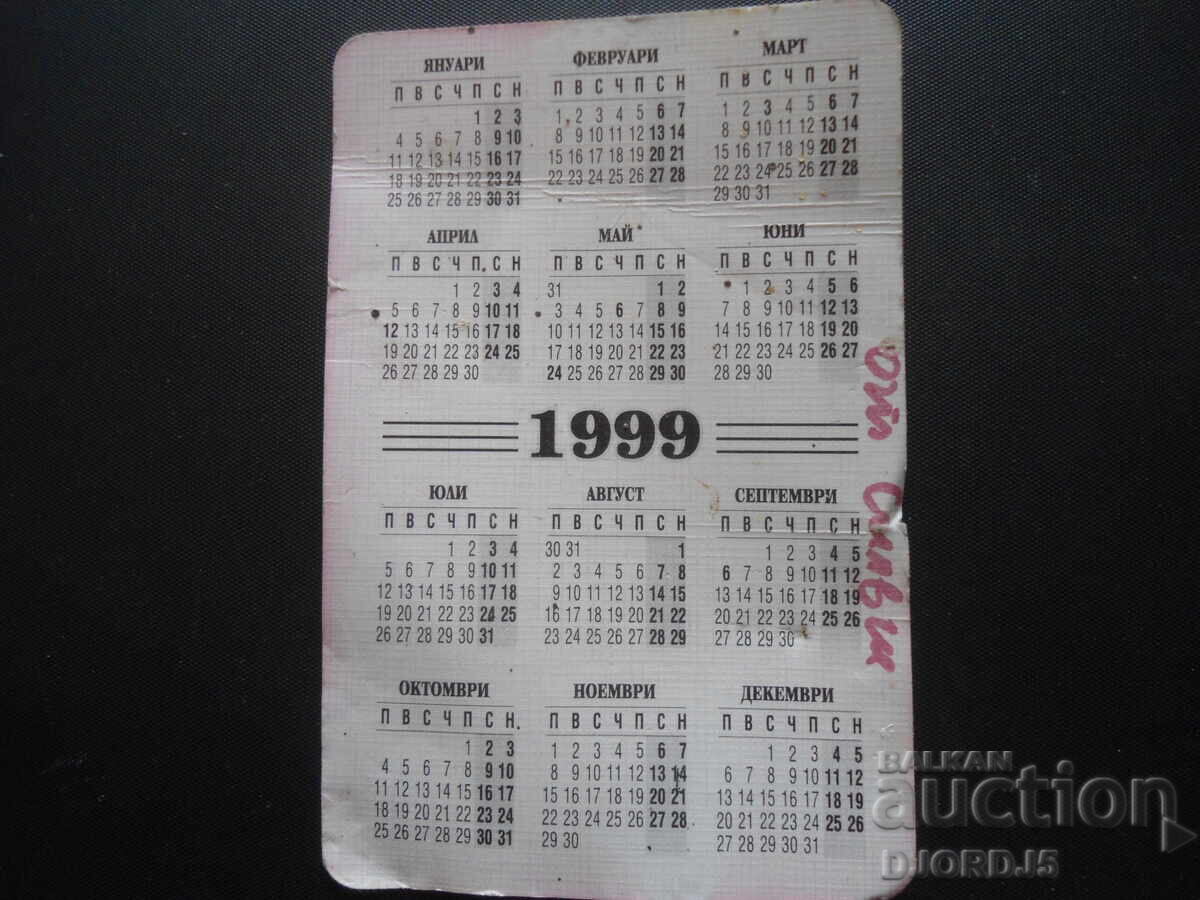 ЯНУАРИ
П В С Ч П С Н
1 2 3
4 5 6 7 8 9 10
11 12 13 14 15 16 17
18 19 20 21 22 23 24
25 26 27 28 29 30 31
ФЕВРУАРИ
П В С Ч П С Н
1 2 3 4 5 6 7
8 9 10 11 12 13 14
15 16 17 18 19 20 21
22 23 24 25 26 27 28
МАРТ
П В С Ч П С Н
1 2 3 4 5 6 7
8 9 10 11 12 13 14
15 16 17 18 19 20 21
22 23 24 25 26 27 28
29 30 31
АПРИЛ
П В С Ч П С Н
1 2 3 4
5 6 7 8 9 10 11
12 13 14 15 16 17 18
19 20 21 22 23 24 25
26 27 28 29 30
МАЙ
П В С Ч П С Н
31 1 2
3 4 5 6 7 8 9
10 11 12 13 14 15 16
17 18 19 20 21 22 23
24 25 26 27 28 29 30
ЮНИ
П В С Ч П С Н
1 2 3 4 5 6
7 8 9 10 11 12 13
14 15 16 17 18 19 20
21 22 23 24 25 26 27
28 29 30
1999
ЮЛИ
П В С Ч П С Н
1 2 3 4
5 6 7 8 9 10 11
12 13 14 15 16 17 18
19 20 21 22 23 24 25
26 27 28 29 30 31
АВГУСТ
П В С Ч П С Н
30 31 1
2 3 4 5 6 7 8
9 10 11 12 13 14 15
16 17 18 19 20 21 22
23 24 25 26 27 28 29
СЕПТЕМВРИ
П В С Ч П С Н
1 2 3 4 5
6 7 8 9 10 11 12
13 14 15 16 17 18 19
20 21 22 23 24 25 26
27 28 29 30
ОКТОМВРИ
П В С Ч П С Н
1 2 3
4 5 6 7 8 9 10
11 12 13 14 15 16 17
18 19 20 21 22 23 24
25 26 27 28 29 30 31
НОЕМВРИ
П В С Ч П С Н
1 2 3 4 5 6 7
8 9 10 11 12 13 14
15 16 17 18 19 20 21
22 23 24 25 26 27 28
29 30
ДЕКЕМВРИ
П В С Ч П С Н
1 2 3 4 5
6 7 8 9 10 11 12
13 14 15 16 17 18 19
20 21 22 23 24 25 26
27 28 29 30 31
От
BALKAN
auction
DJORDJ5